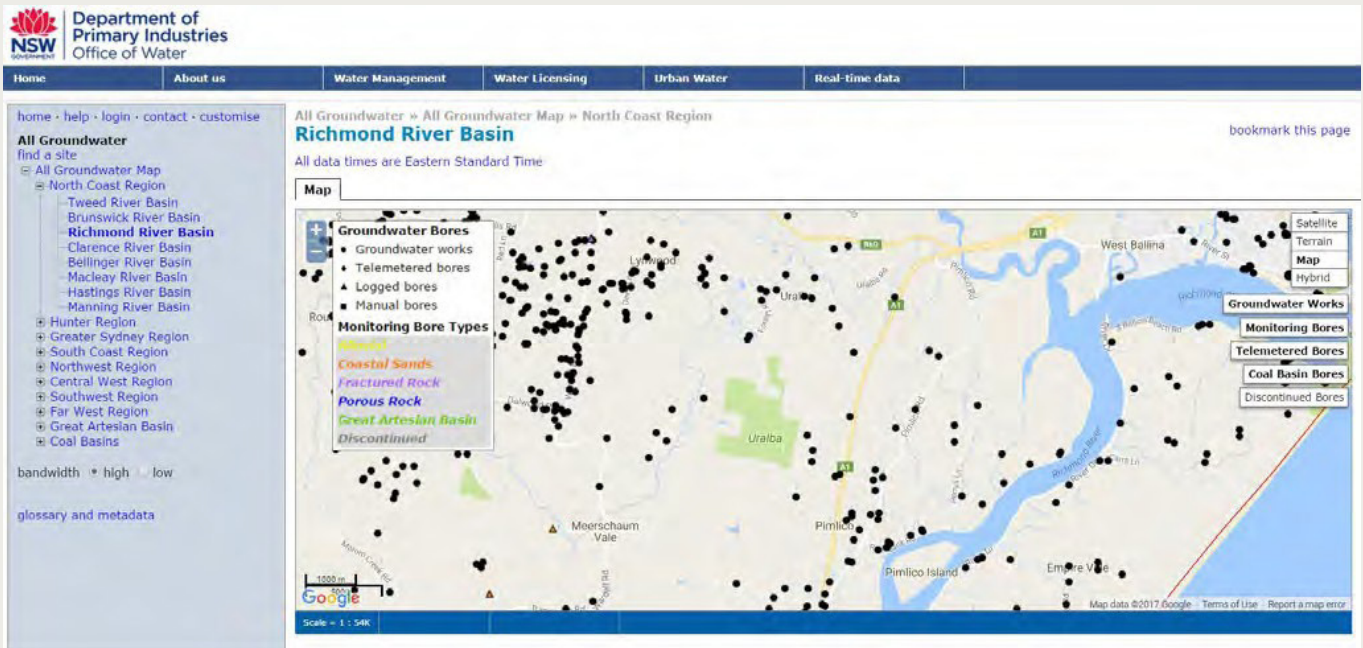 Department of
Primary Industries
Office of Water
NSW
GOVERNMENT
Home About us Water Management Water Licensing Urban Water Real-time data
home · help · login · contact · customise
All Groundwater
find a site
All Groundwater Map
North Coast Region
Tweed River Basin
Brunswick River Basin
Richmond River Basin
Clarence River Basin
Bellinger River Basin
Macleay River Basin
Hastings River Basin
Manning River Basin
Hunter Region
Greater Sydney Region
South Coast Region
Northwest Region
Central West Region
Southwest Region
Far West Region
Great Artesian Basin
Coal Basins
bandwidth high low
glossary and metadata
All Groundwater » All Groundwater Map » North Coast Region
Richmond River Basin
bookmark this page
All data times are Eastern Standard Time
Map
Groundwater Bores
Groundwater works
Telemetered bores
Logged bores
Manual bores
Monitoring Bore Types
Alluvial
Coastal Sands
Fractured Rock
Porous Rock
Great Artesian Basin
Discontinued
Satellite
Terrain
Map
Hybrid
Groundwater Works
Monitoring Bores
Telemetered Bores
Coal Basin Bores
Discontinued Bores
A1
West Ballina
River St
Uralba Rd
A1
Uralba
Richmond River
A1
Meerschaum
Vale
Pimlico
Pimlico Island
1000 m
Google
Map data ©2017 Google Terms of Use Report a map error
Scale = 1 : 54K